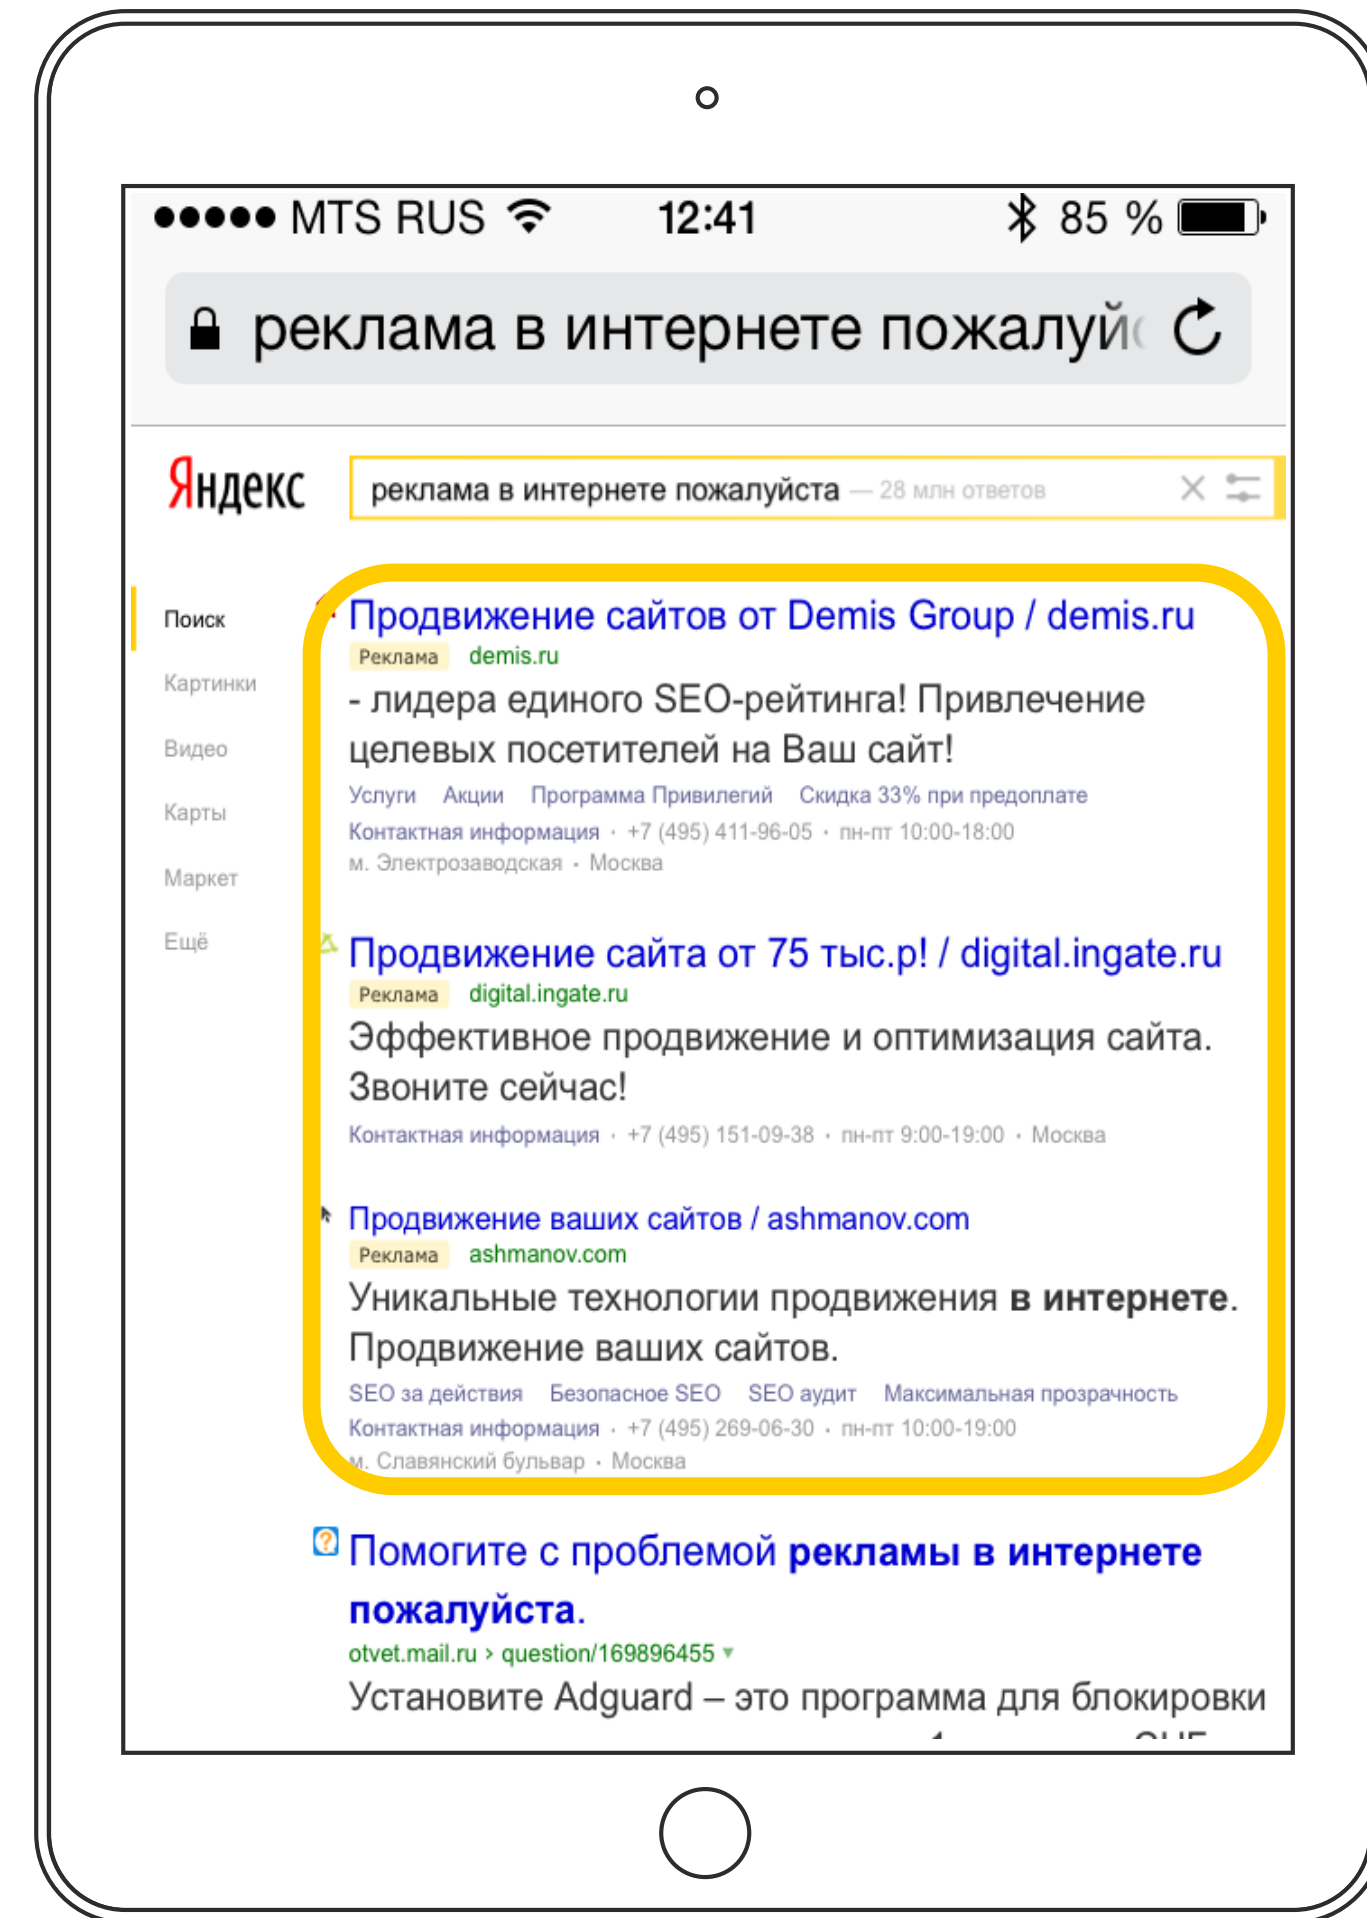 MTS RUS 12:41 85 %
реклама в интернете пожалуй
Яндекс
реклама в интернете пожалуйста — 28 млн ответов
Поиск
Картинки
Видео
Карты
Маркет
Ещё
Продвижение сайтов от Demis Group / demis.ru
Реклама demis.ru
- лидера единого SEO-рейтинга! Привлечение
целевых посетителей на Ваш сайт!
Услуги Акции Программа Привилегий Скидка 33% при предоплате
Контактная информация · +7 (495) 411-96-05 · пн-пт 10:00-18:00
м. Электрозаводская · Москва
Продвижение сайта от 75 тыс.р! / digital.ingate.ru
Реклама digital.ingate.ru
Эффективное продвижение и оптимизация сайта.
Звоните сейчас!
Контактная информация · +7 (495) 151-09-38 · пн-пт 9:00-19:00 · Москва
Продвижение ваших сайтов / ashmanov.com
Реклама ashmanov.com
Уникальные технологии продвижения в интернете.
Продвижение ваших сайтов.
SEO за действия Безопасное SEO SEO аудит Максимальная прозрачность
Контактная информация · +7 (495) 269-06-30 · пн-пт 10:00-19:00
м. Славянский бульвар · Москва
Помогите с проблемой рекламы в интернете
пожалуйста.
otvet.mail.ru › question/169896455
Установите Adguard – это программа для блокировки